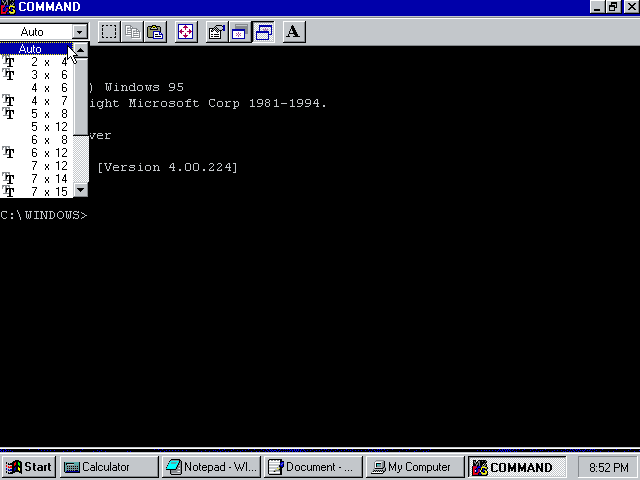 COMMAND
Auto
A
Auto
2 x 4
3 x 6
4 x 6
) Windows 95
4 x 7
ight Microsoft Corp 1981-1994.
5 x 8
5 x 12
ver
6 x 8
6 x 12
7 x 12
[Version 4.00.224]
7 x 14
7 x 15
C:\WINDOWS>
Start
Calculator
Notepad - WI...
Document - ...
My Computer
COMMAND
8:52 PM